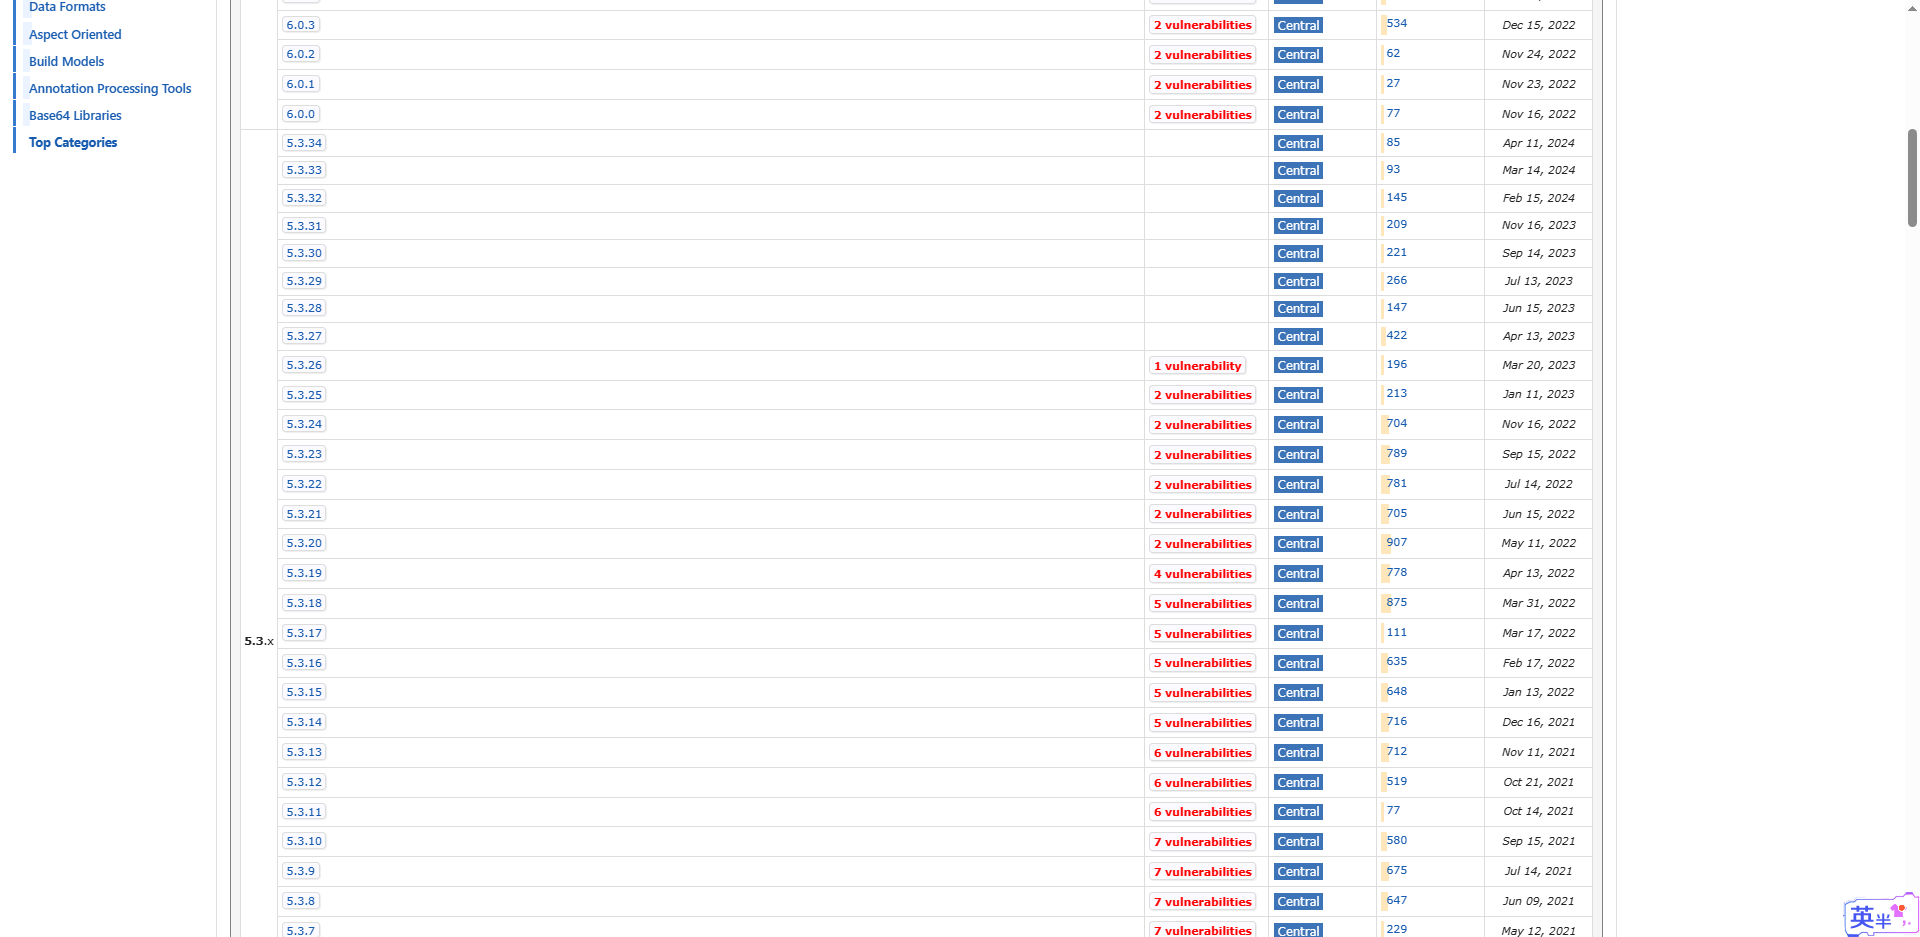 Data Formats
Aspect Oriented
Build Models
Annotation Processing Tools
Base64 Libraries
Top Categories
6.0.3 2 vulnerabilities Central 534 Dec 15, 2022
6.0.2 2 vulnerabilities Central 62 Nov 24, 2022
6.0.1 2 vulnerabilities Central 27 Nov 23, 2022
6.0.0 2 vulnerabilities Central 77 Nov 16, 2022
5.3.34 Central 85 Apr 11, 2024
5.3.33 Central 93 Mar 14, 2024
5.3.32 Central 145 Feb 15, 2024
5.3.31 Central 209 Nov 16, 2023
5.3.30 Central 221 Sep 14, 2023
5.3.29 Central 266 Jul 13, 2023
5.3.28 Central 147 Jun 15, 2023
5.3.27 Central 422 Apr 13, 2023
5.3.26 1 vulnerability Central 196 Mar 20, 2023
5.3.25 2 vulnerabilities Central 213 Jan 11, 2023
5.3.24 2 vulnerabilities Central 704 Nov 16, 2022
5.3.23 2 vulnerabilities Central 789 Sep 15, 2022
5.3.22 2 vulnerabilities Central 781 Jul 14, 2022
5.3.21 2 vulnerabilities Central 705 Jun 15, 2022
5.3.20 2 vulnerabilities Central 907 May 11, 2022
5.3.19 4 vulnerabilities Central 778 Apr 13, 2022
5.3.18 5 vulnerabilities Central 875 Mar 31, 2022
5.3.x
5.3.17 5 vulnerabilities Central 111 Mar 17, 2022
5.3.16 5 vulnerabilities Central 635 Feb 17, 2022
5.3.15 5 vulnerabilities Central 648 Jan 13, 2022
5.3.14 5 vulnerabilities Central 716 Dec 16, 2021
5.3.13 6 vulnerabilities Central 712 Nov 11, 2021
5.3.12 6 vulnerabilities Central 519 Oct 21, 2021
5.3.11 6 vulnerabilities Central 77 Oct 14, 2021
5.3.10 7 vulnerabilities Central 580 Sep 15, 2021
5.3.9 7 vulnerabilities Central 675 Jul 14, 2021
5.3.8 7 vulnerabilities Central 647 Jun 09, 2021
5.3.7 7 vulnerabilities Central 229 May 12, 2021
英半